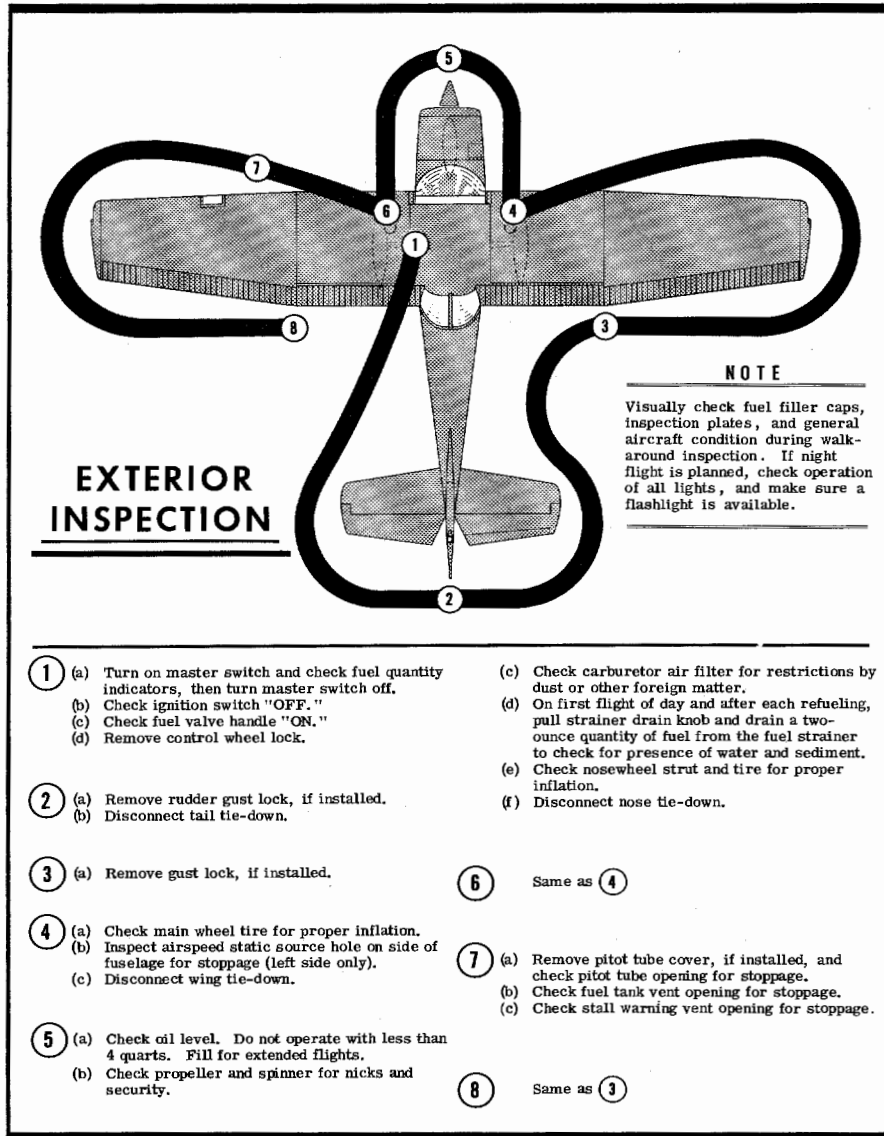 5
7
6
4
1
8
3
NOTE
Visually check fuel filler caps,
inspection plates, and general
aircraft condition during walk-
around inspection. If night
flight is planned, check operation
of all lights, and make sure a
flashlight is available.
EXTERIOR
INSPECTION
2
1 (a) Turn on master switch and check fuel quantity
indicators, then turn master switch off.
(b) Check ignition switch "OFF."
(c) Check fuel valve handle "ON."
(d) Remove control wheel lock.
2 (a) Remove rudder gust lock, if installed.
(b) Disconnect tail tie-down.
3 (a) Remove gust lock, if installed.
4 (a) Check main wheel tire for proper inflation.
(b) Inspect airspeed static source hole on side of
fuselage for stoppage (left side only).
(c) Disconnect wing tie-down.
5 (a) Check oil level. Do not operate with less than
4 quarts. Fill for extended flights.
(b) Check propeller and spinner for nicks and
security.
(c) Check carburetor air filter for restrictions by
dust or other foreign matter.
(d) On first flight of day and after each refueling,
pull strainer drain knob and drain a two-
ounce quantity of fuel from the fuel strainer
to check for presence of water and sediment.
(e) Check nosewheel strut and tire for proper
inflation.
(f) Disconnect nose tie-down.
6 Same as 4
7 (a) Remove pitot tube cover, if installed, and
check pitot tube opening for stoppage.
(b) Check fuel tank vent opening for stoppage.
(c) Check stall warning vent opening for stoppage.
8 Same as 3